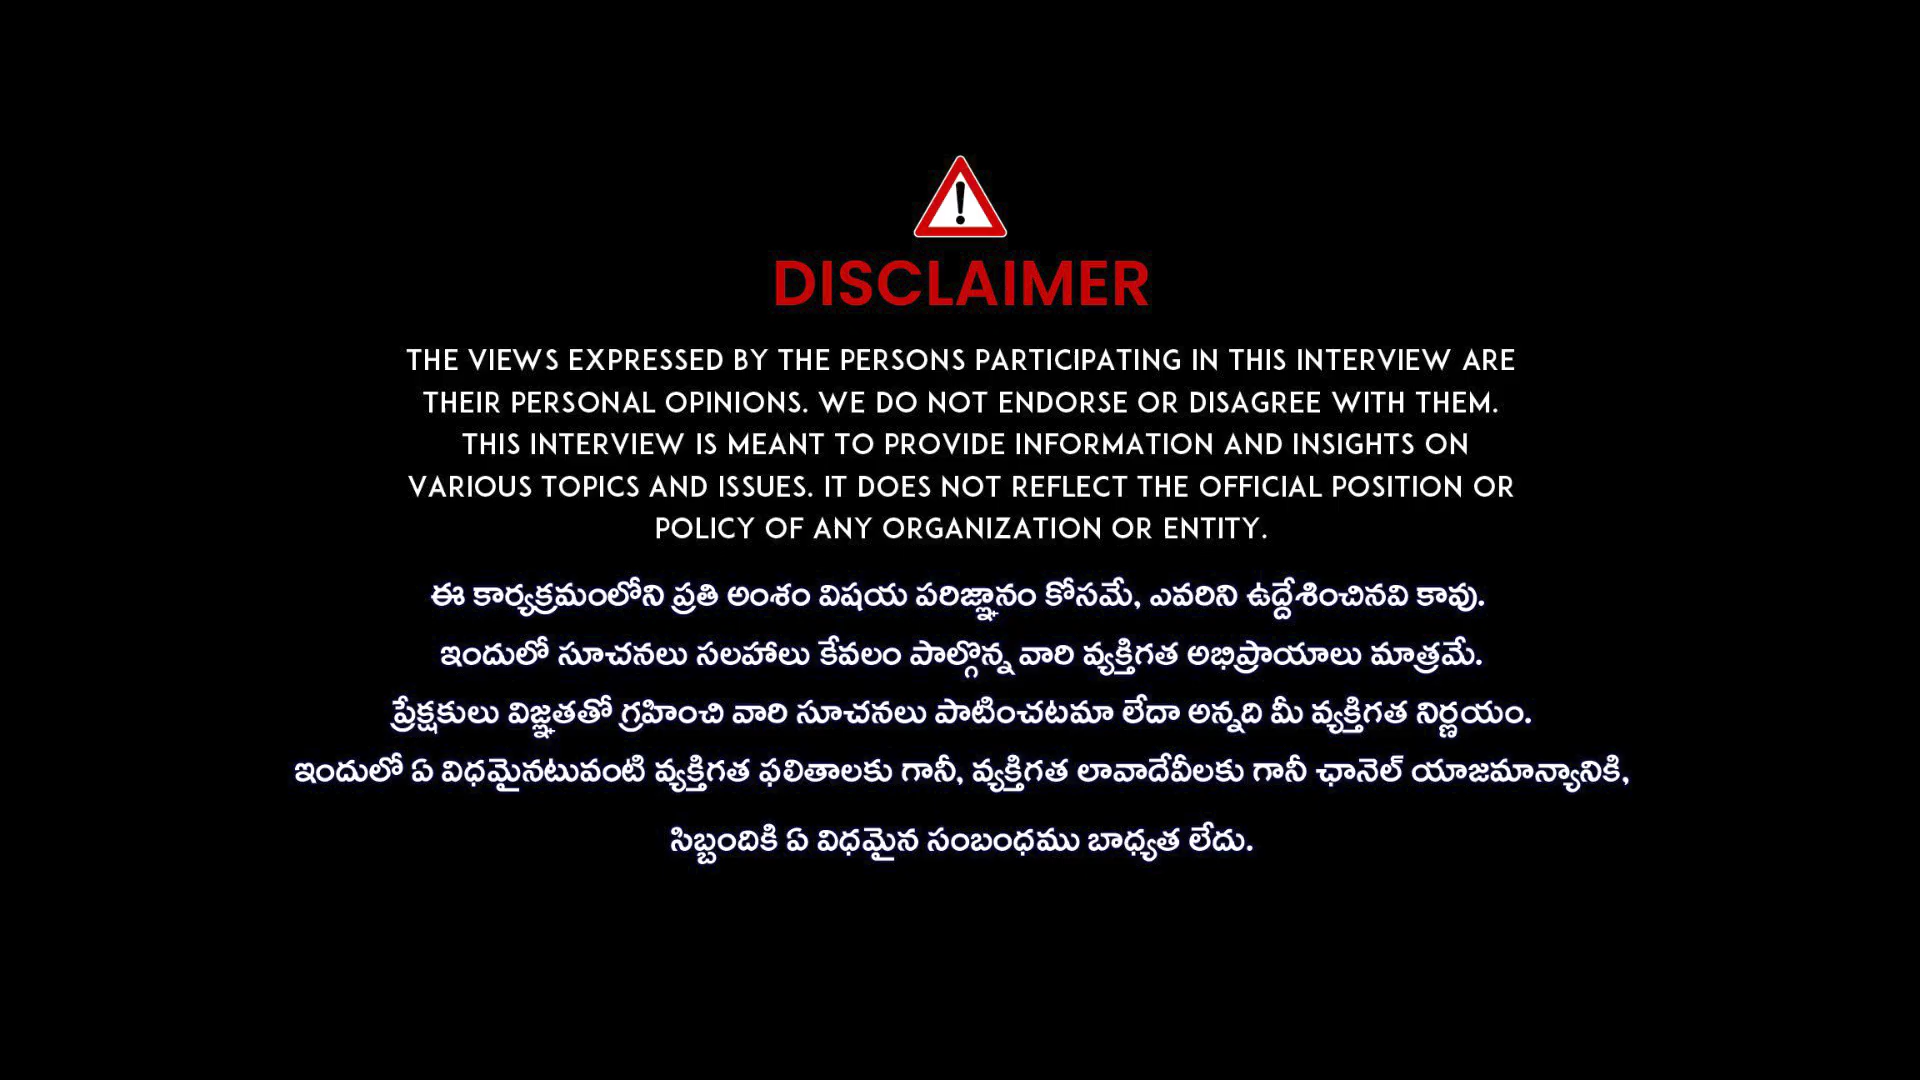 DISCLAIMER
THE VIEWS EXPRESSED BY THE PERSONS PARTICIPATING IN THIS INTERVIEW ARE
THEIR PERSONAL OPINIONS. WE DO NOT ENDORSE OR DISAGREE WITH THEM.
THIS INTERVIEW IS MEANT TO PROVIDE INFORMATION AND INSIGHTS ON
VARIOUS TOPICS AND ISSUES. IT DOES NOT REFLECT THE OFFICIAL POSITION OR
POLICY OF ANY ORGANIZATION OR ENTITY.
ఈ కార్యక్రమంలోని ప్రతి అంశం విషయ పరిజ్ఞానం కోసమే, ఎవరిని ఉద్దేశించినవి కావు.
ఇందులో సూచనలు సలహాలు కేవలం పాల్గొన్న వారి వ్యక్తిగత అభిప్రాయాలు మాత్రమే.
ప్రేక్షకులు విజ్ఞతతో గ్రహించి వారి సూచనలు పాటించటమా లేదా అన్నది మీ వ్యక్తిగత నిర్ణయం.
ఇందులో ఏ విధమైనటువంటి వ్యక్తిగత ఫలితాలకు గానీ, వ్యక్తిగత లావాదేవీలకు గానీ ఛానెల్ యాజమాన్యానికి,
సిబ్బందికి ఏ విధమైన సంబంధము బాధ్యత లేదు.